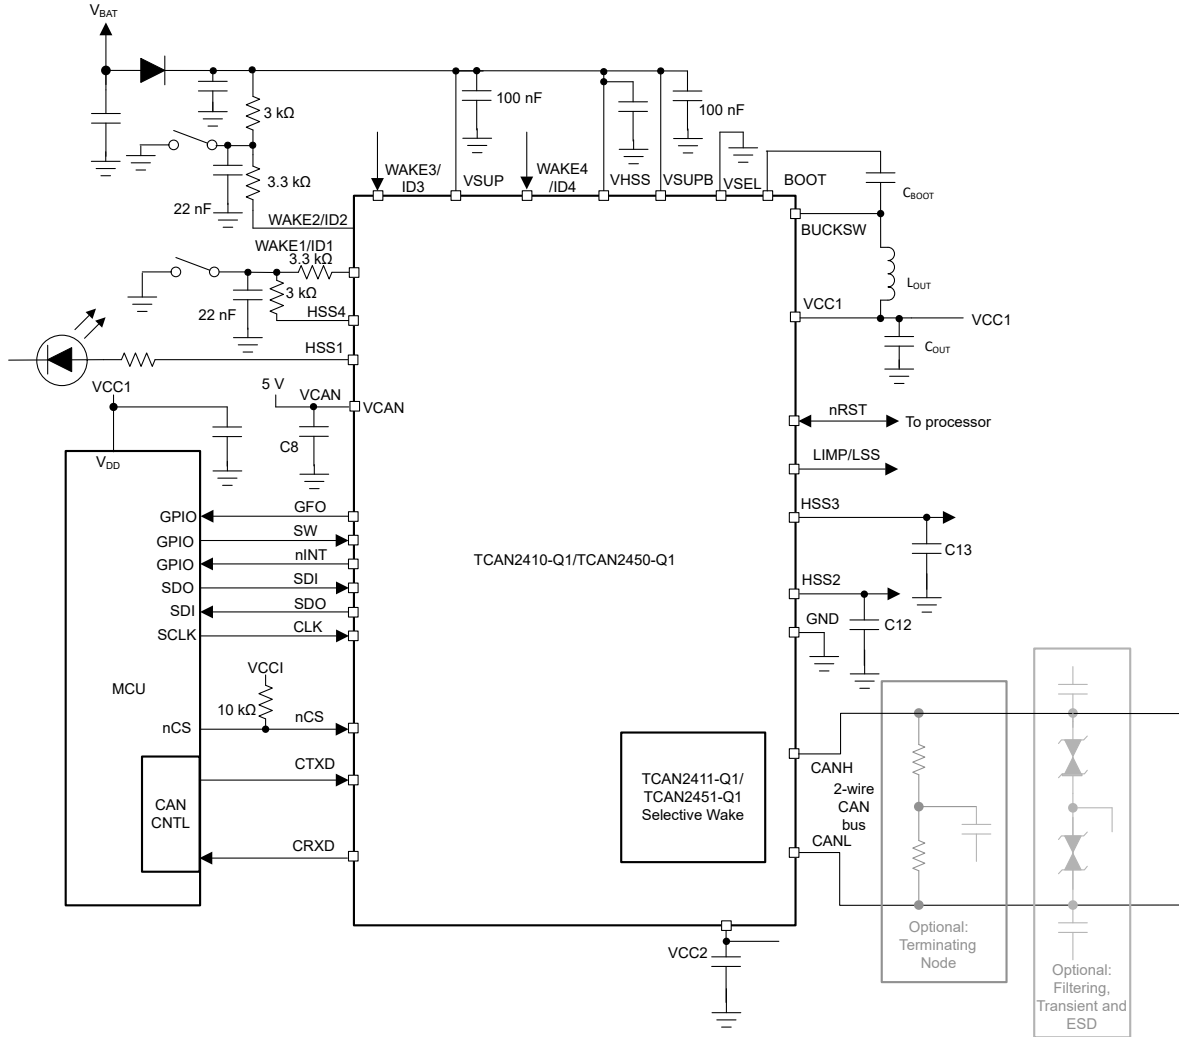 VBAT
3 kΩ
100 nF
100 nF
3.3 kΩ
22 nF
WAKE3/
ID3
VSUP
WAKE4
/ID4
VHSS
VSUPB
VSEL
BOOT
CBOOT
WAKE2/ID2
BUCKSW
WAKE1/ID1
3.3 kΩ
3 kΩ
LOUT
22 nF
HSS4
VCC1
VCC1
HSS1
COUT
VCC1
5 V
VCAN
VCAN
nRST
To processor
C8
VDD
LIMP/LSS
GPIO
GFO
HSS3
GPIO
SW
GPIO
nINT
C13
SDO
SDI
TCAN2410-Q1/TCAN2450-Q1
HSS2
SDI
SDO
GND
C12
SCLK
CLK
VCCI
MCU
10 kΩ
nCS
nCS
CTXD
CANH
TCAN2411-Q1/
TCAN2451-Q1
Selective Wake
2-wire
CAN
bus
CAN
CNTL
CANL
CRXD
VCC2
Optional:
Terminating
Node
Optional:
Filtering,
Transient and
ESD